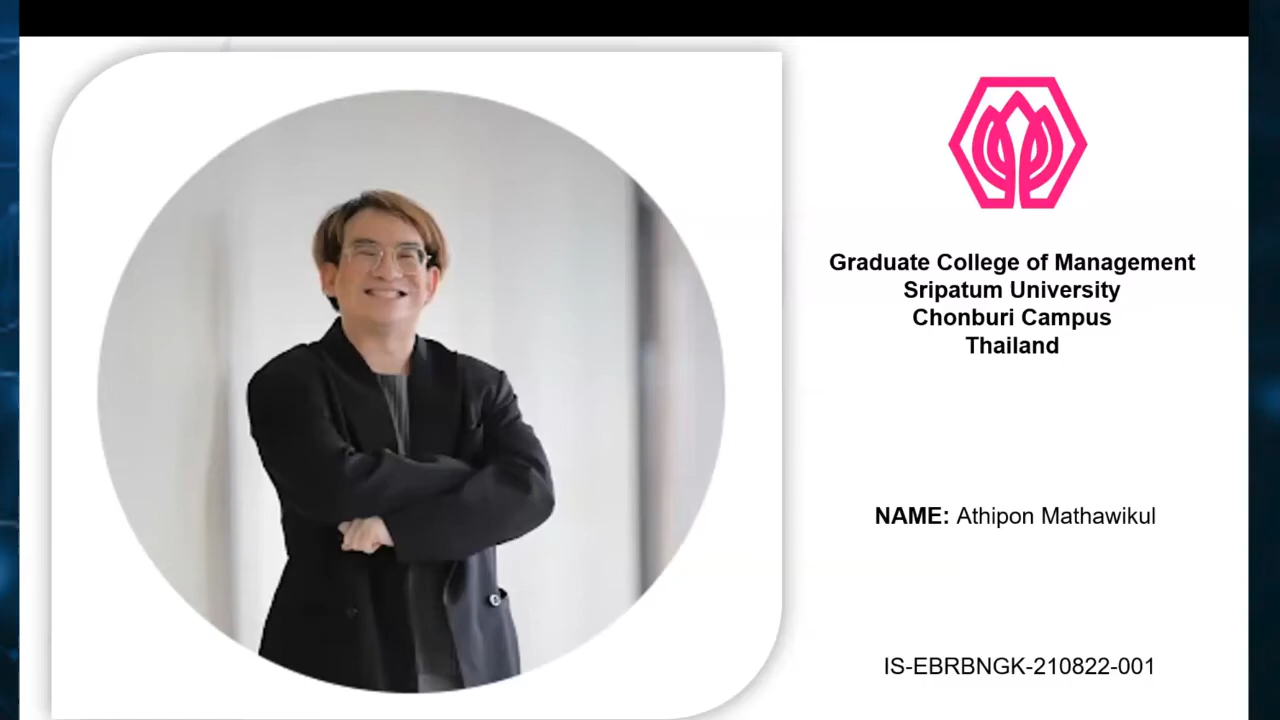 Graduate College of Management
Sripatum University
Chonburi Campus
Thailand
NAME: Athipon Mathawikul
IS-EBRBNGK-210822-001